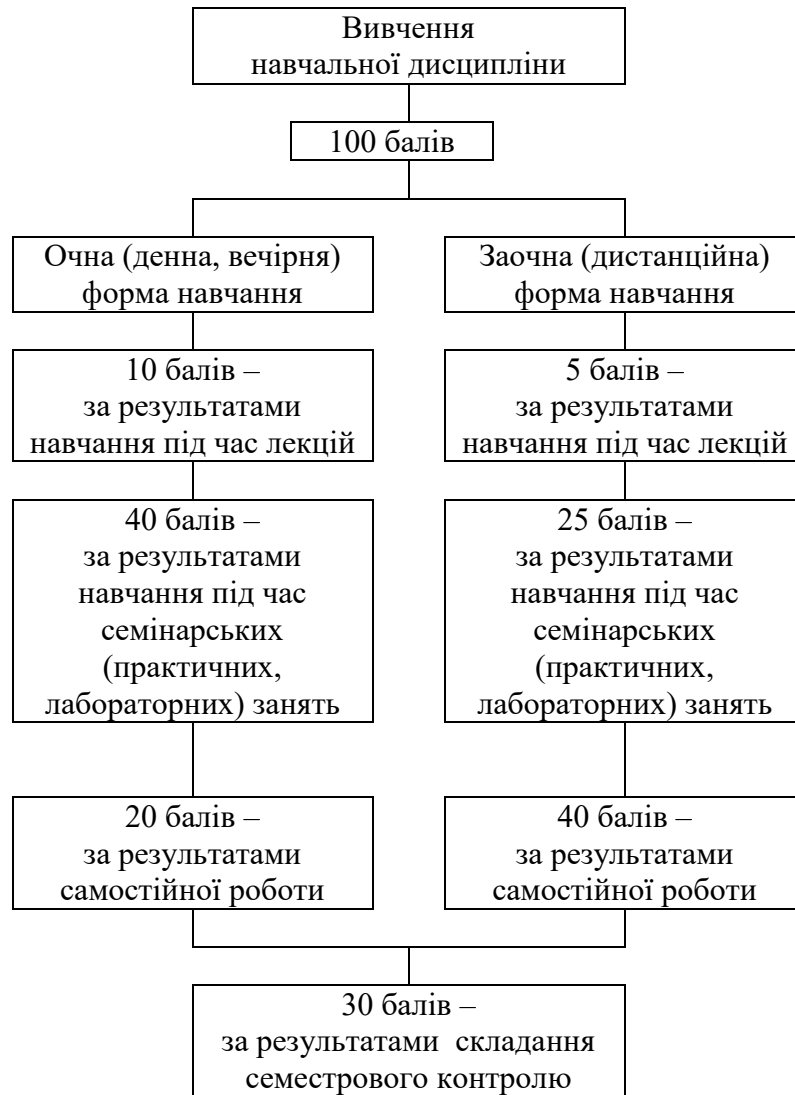 Вивчення
навчальної дисципліни
100 балів
Очна (денна, вечірня)
форма навчання
Заочна (дистанційна)
форма навчання
10 балів –
за результатами
навчання під час лекцій
5 балів –
за результатами
навчання під час лекцій
40 балів –
за результатами
навчання під час
семінарських
(практичних,
лабораторних) занять
25 балів –
за результатами
навчання під час
семінарських
(практичних,
лабораторних) занять
20 балів –
за результатами
самостійної роботи
40 балів –
за результатами
самостійної роботи
30 балів –
за результатами складання
семестрового контролю